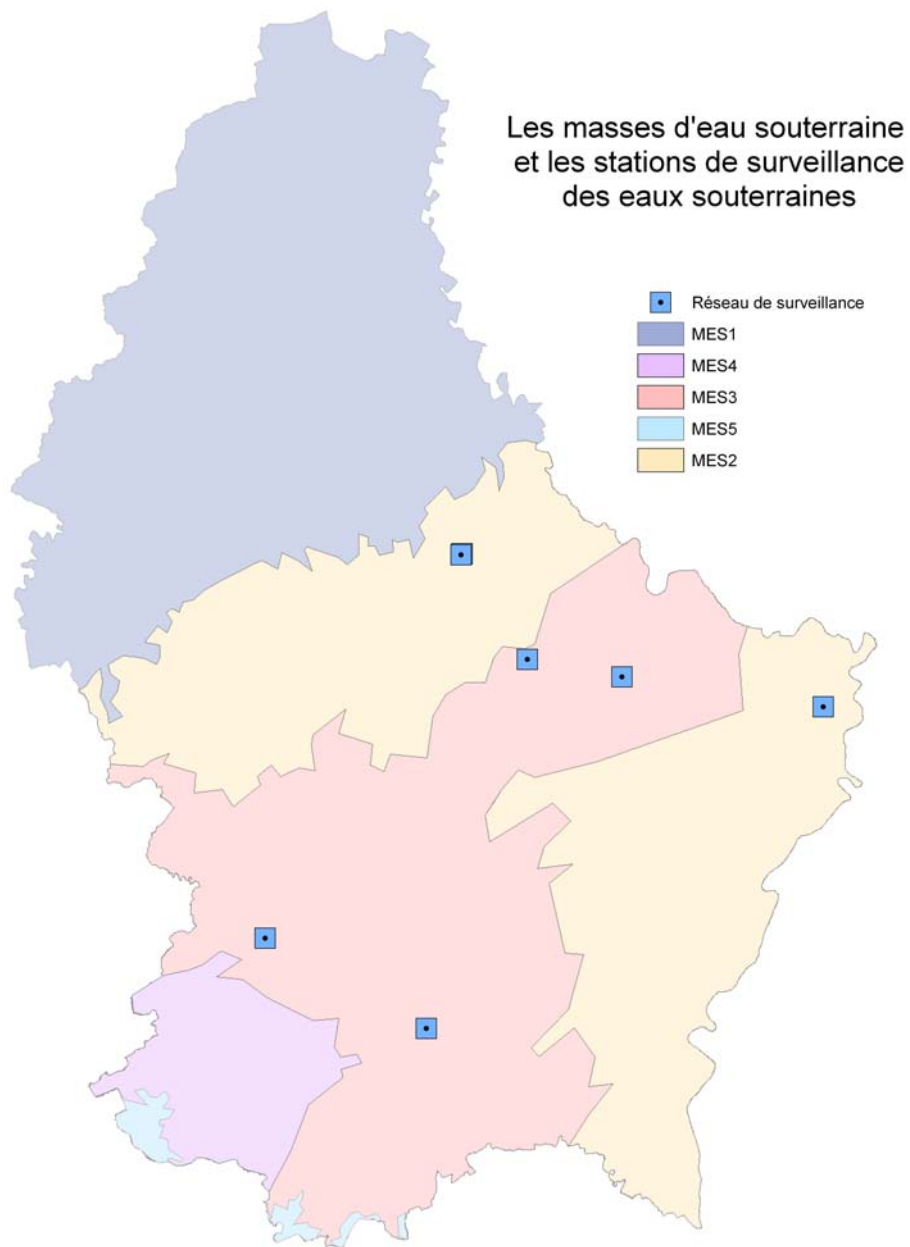 Les masses d'eau souterraine
et les stations de surveillance
des eaux souterraines
Réseau de surveillance
MES1
MES4
MES3
MES5
MES2